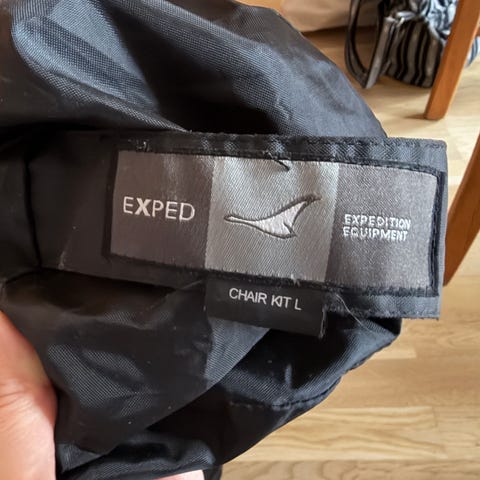 EXPED
EXPEDITION
EQUIPMENT
CHAIR KIT L